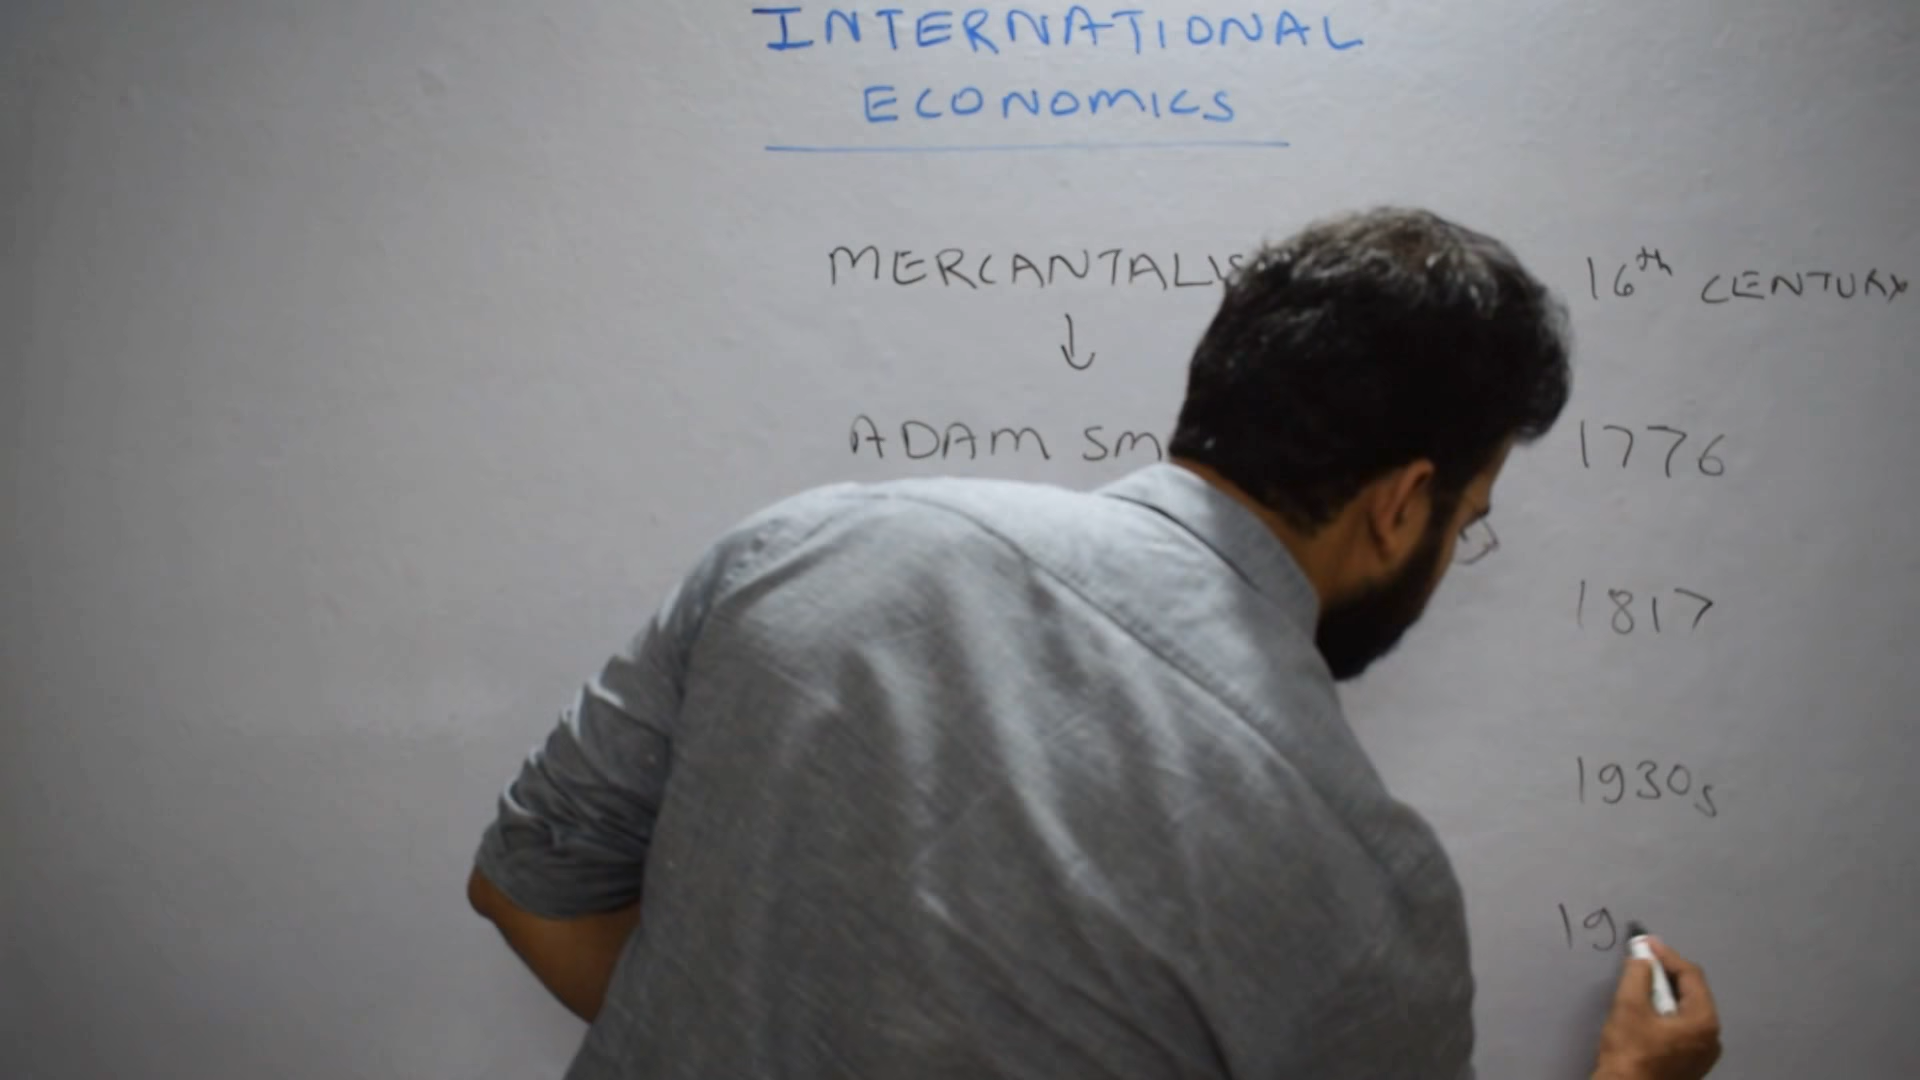 INTERNATIONAL
ECONOMICS
MERCANTALIS
16th CENTURY
↓
ADAM SM
1776
1817
1930s
19